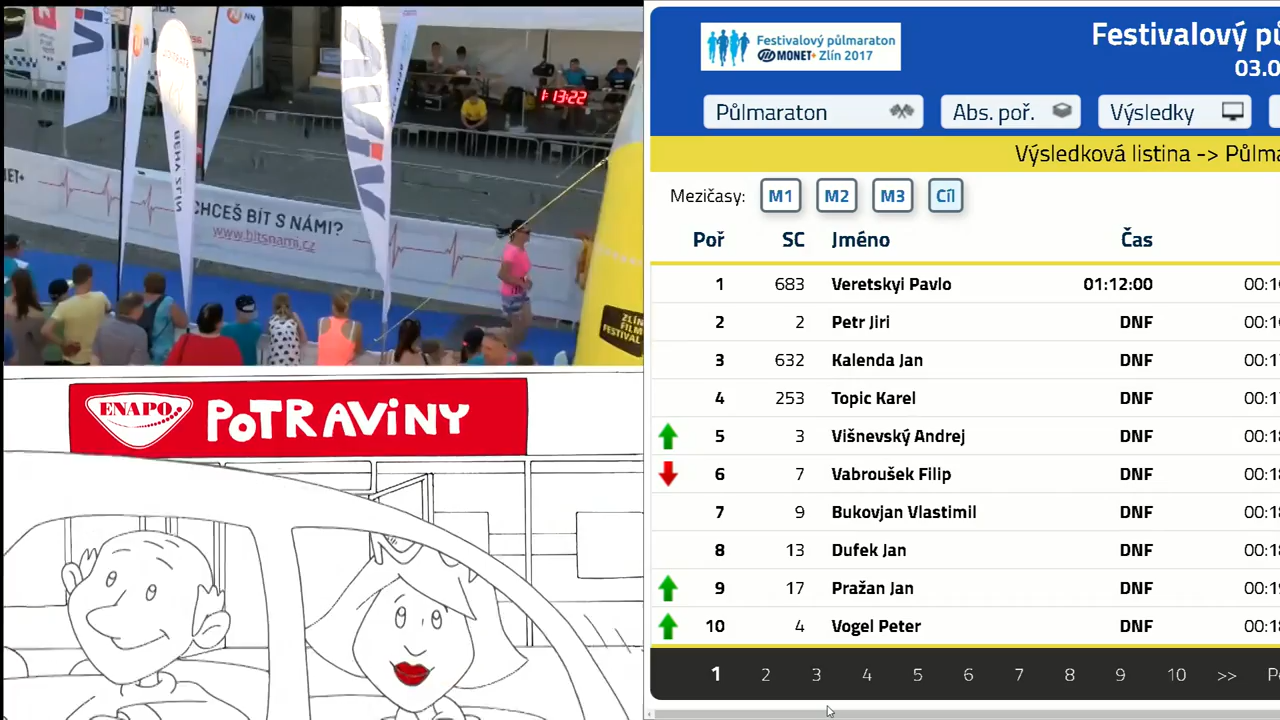 NN
NN
1:13:22
BĚHÁ ZLÍN
CHCEŠ BÍT S NÁMI?
www.bitsnami.cz
ZLÍN
FILM
FESTIVAL
ENAPO
POTRAVINY
Festivalový půlmaraton
MONET+ Zlín 2017
Festivalový pů
03.0
Půlmaraton
Abs. poř.
Výsledky
Výsledková listina -> Půlma
Mezičasy: M1 M2 M3 Cíl
Poř SC Jméno Čas
1 683 Veretskyi Pavlo 01:12:00
2 2 Petr Jiri DNF
3 632 Kalenda Jan DNF
4 253 Topic Karel DNF
5 3 Višnevský Andrej DNF
6 7 Vabroušek Filip DNF
7 9 Bukovjan Vlastimil DNF
8 13 Dufek Jan DNF
9 17 Pražan Jan DNF
10 4 Vogel Peter DNF
1 2 3 4 5 6 7 8 9 10 >>